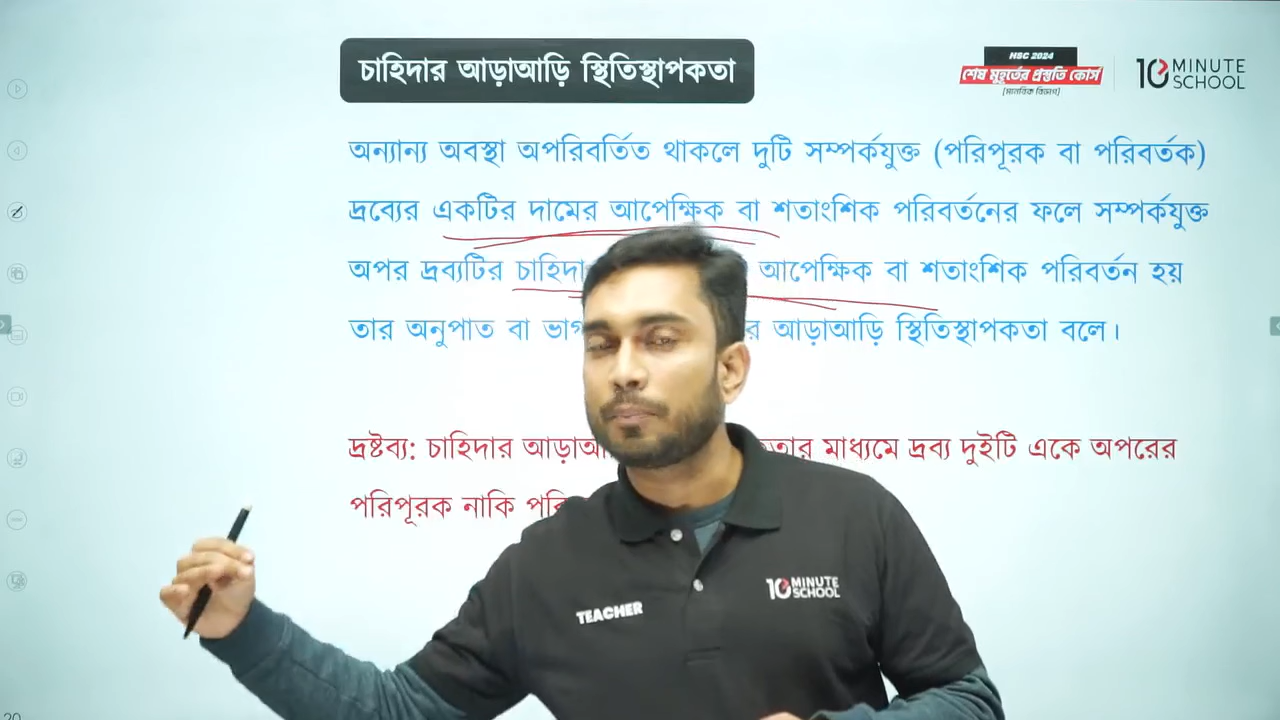 চাহিদার আড়াআড়ি স্থিতিস্থাপকতা
HSC 2024
শেষ মুহূর্তের প্রস্তুতি কোর্স
[মানবিক বিভাগ]
10 MINUTE SCHOOL
অন্যান্য অবস্থা অপরিবর্তিত থাকলে দুটি সম্পর্কযুক্ত (পরিপূরক বা পরিবর্তক)
দ্রব্যের একটির দামের আপেক্ষিক বা শতাংশিক পরিবর্তনের ফলে সম্পর্কযুক্ত
অপর দ্রব্যটির আপেক্ষিক বা শতাংশিক পরিবর্তন হয়
তার অনুপাত বা আড়াআড়ি স্থিতিস্থাপকতা বলে।
দ্রষ্টব্য: চাহিদার মাধ্যমে দ্রব্য দুইটি একে অপরের
পরিপূরক নাকি
TEACHER
10 MINUTE SCHOOL